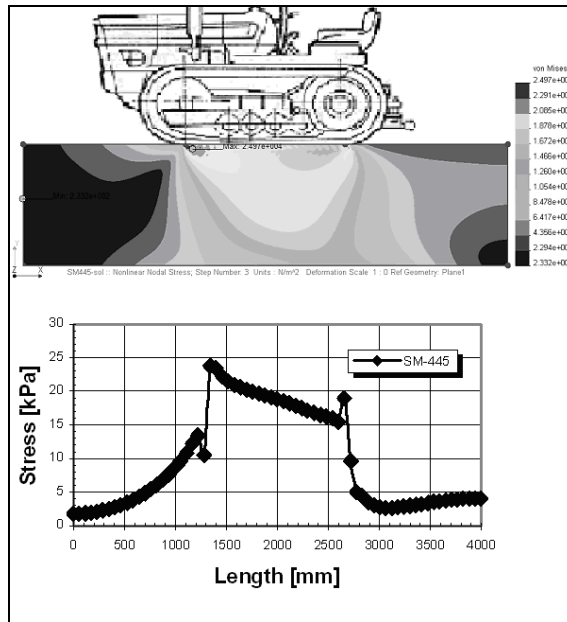 von Mises
2.497e+00
2.291e+00
2.085e+00
1.878e+00
1.672e+00
1.466e+00
1.260e+00
1.054e+00
8.478e+00
6.417e+00
4.356e+00
2.294e+00
2.332e+00
Max: 2.497e+004
Min: 2.332e+002
Z X
SM445-sol :: Nonlinear Nodal Stress; Step Number: 3 Units : N/m^2 Deformation Scale 1 : 0 Ref Geometry: Plane1
30
25
20
15
10
5
0
Stress [kPa]
SM-445
0 500 1000 1500 2000 2500 3000 3500 4000
Length [mm]